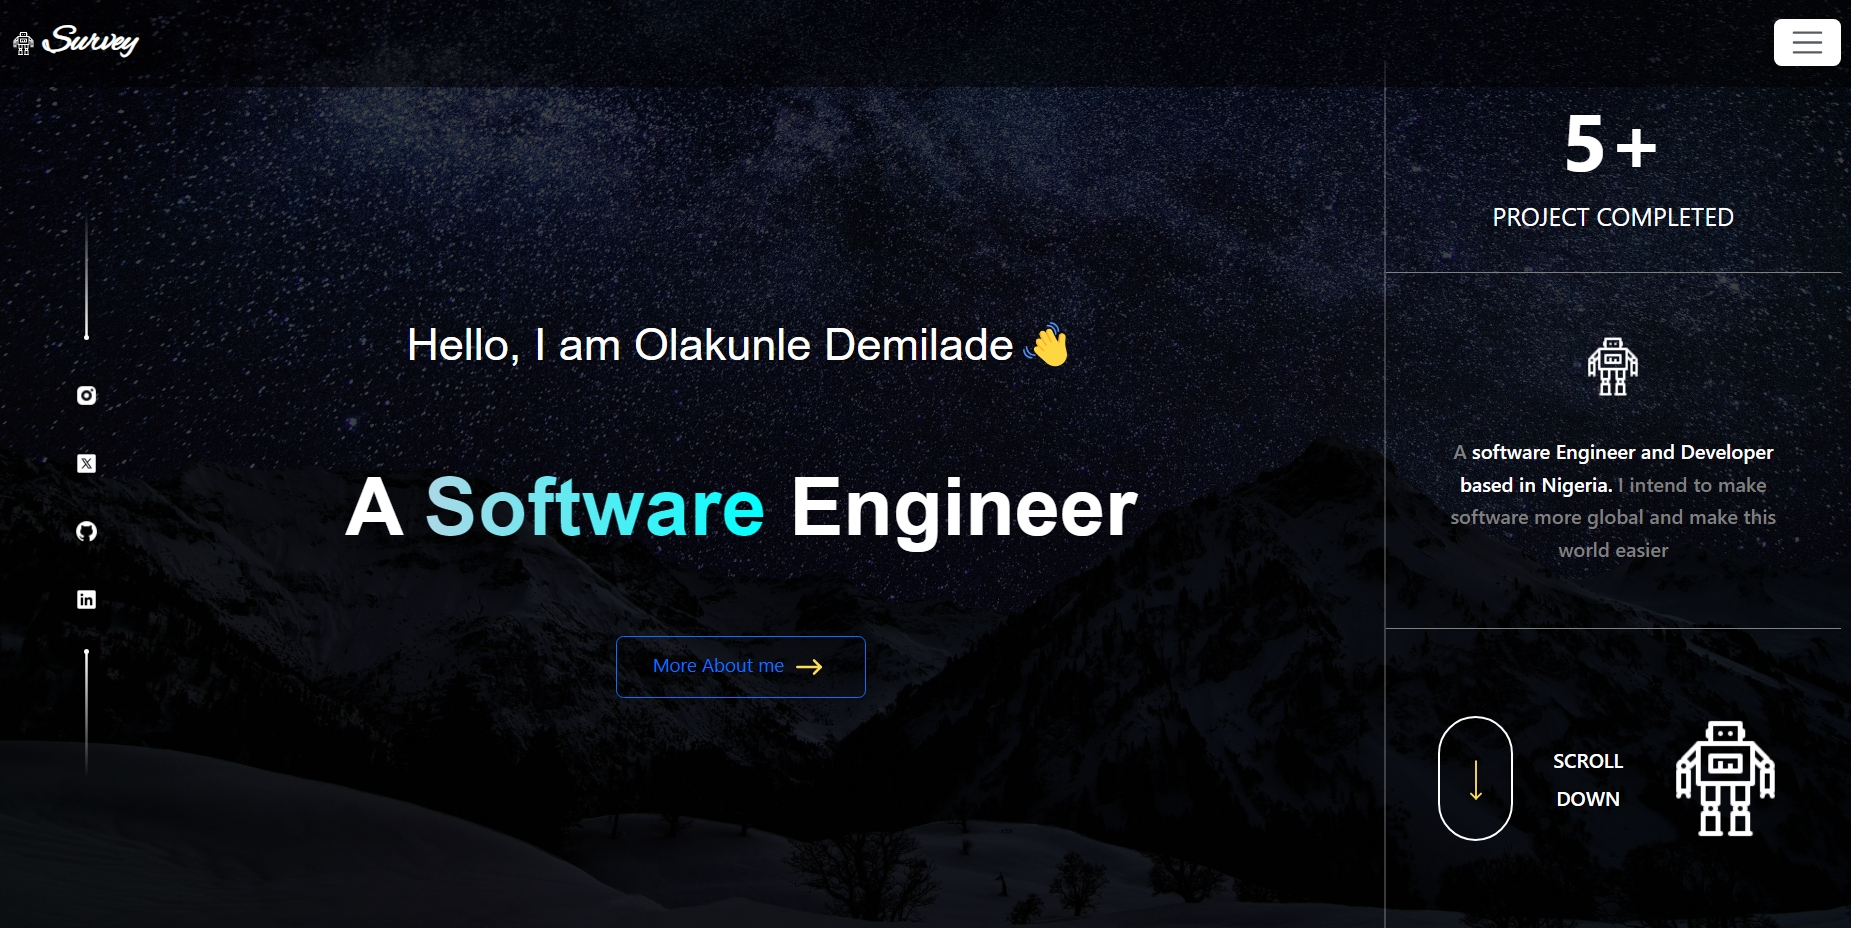 Survey
5+
PROJECT COMPLETED
Hello, I am Olakunle Demilade 👋
A Software Engineer
More About me →
A software Engineer and Developer
based in Nigeria. I intend to make
software more global and make this
world easier
SCROLL
DOWN